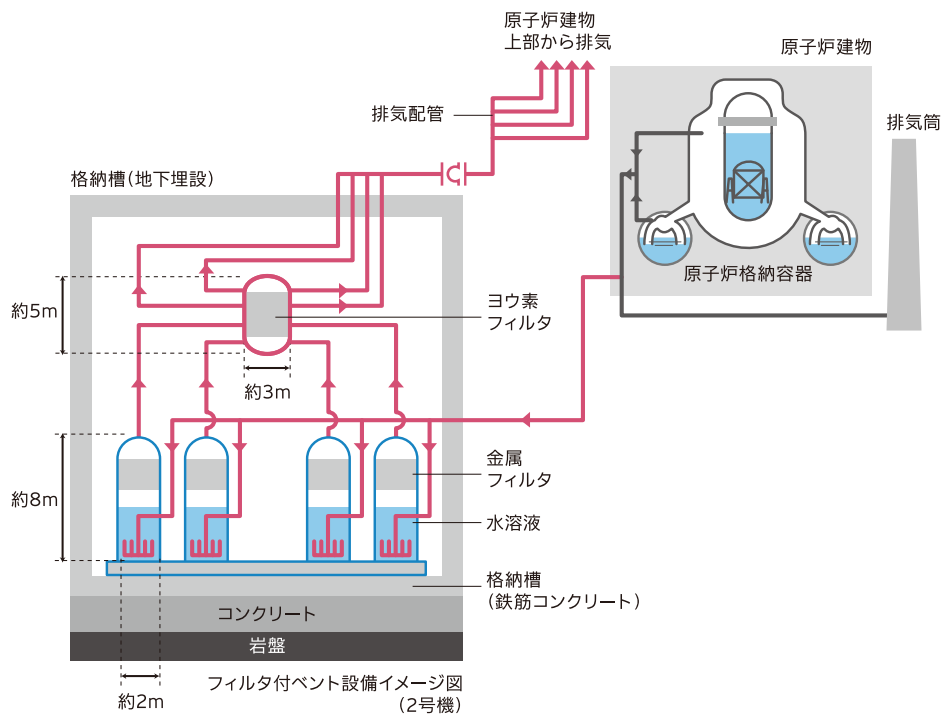 原子炉建物
上部から排気
原子炉建物
排気配管
排気筒
格納槽(地下埋設)
原子炉格納容器
約5m
ヨウ素
フィルタ
約3m
金属
フィルタ
約8m
水溶液
格納槽
(鉄筋コンクリート)
コンクリート
岩盤
約2m
フィルタ付ベント設備イメージ図
(2号機)